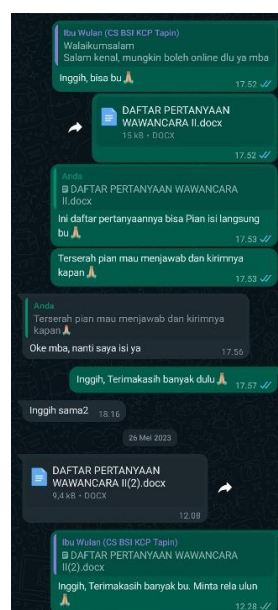 Ibu Wulan (CS BSI KCP Tapin)
Walaikumsalam
Salam kenal, mungkin boleh online dlu ya mba
Inggih, bisa bu🙏🏼
17.52
DAFTAR PERTANYAAN
WAWANCARA II.docx
15 kB • DOCX
17.52
Anda
DAFTAR PERTANYAAN WAWANCARA
II.docx
Ini daftar pertanyaannya bisa Pian isi langsung
bu🙏🏼
17.53
Terserah pian mau menjawab dan kirimnya
kapan🙏🏼
17.53
Anda
Terserah pian mau menjawab dan kirimnya
kapan🙏🏼
Oke mba, nanti saya isi ya
17.56
Inggih, Terimakasih banyak dulu🙏🏼
17.57
Inggih sama2
18.16
26 Mei 2023
DAFTAR PERTANYAAN
WAWANCARA II(2).docx
9,4 kB • DOCX
12.08
Ibu Wulan (CS BSI KCP Tapin)
DAFTAR PERTANYAAN WAWANCARA
II(2).docx
Inggih, Terimakasih banyak bu. Minta rela ulun
🙏🏼
12.28